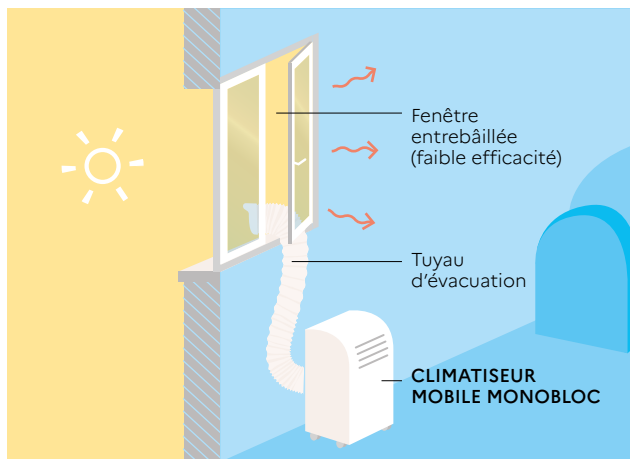 Fenêtre
entrebâillée
(faible efficacité)
Tuyau
d’évacuation
CLIMATISEUR
MOBILE MONOBLOC